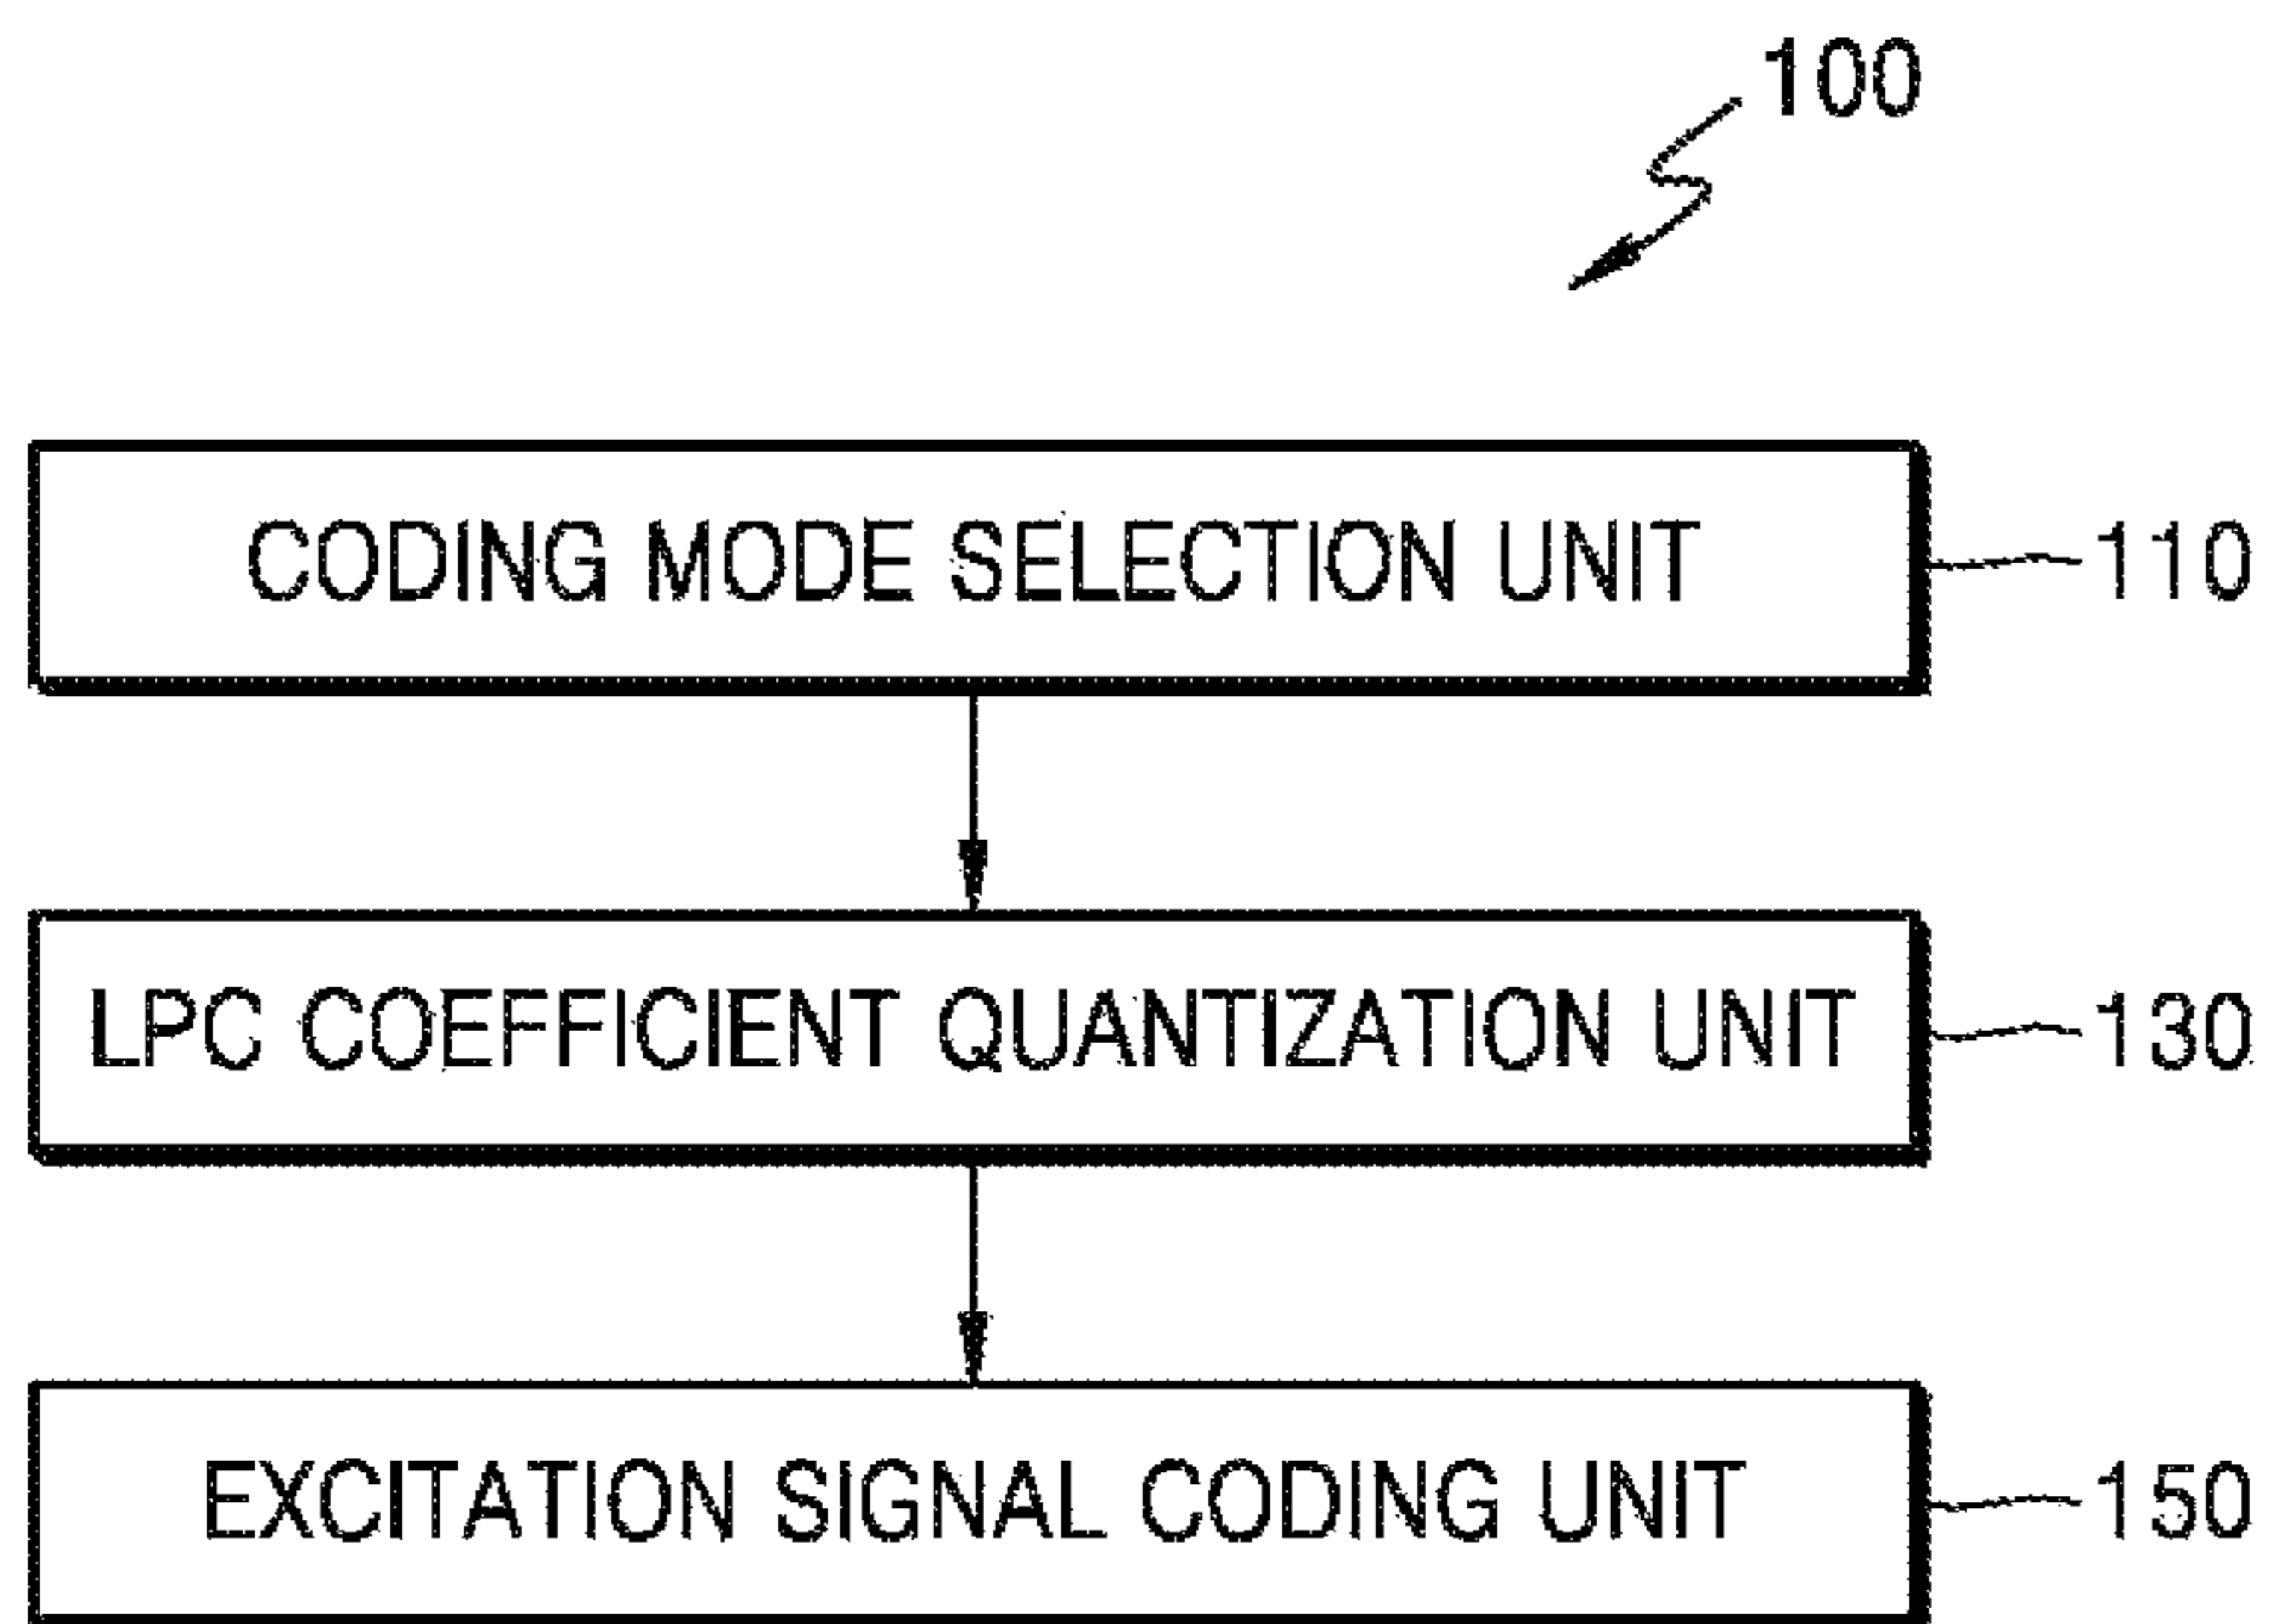 100
CODING MODE SELECTION UNIT
110
LPC COEFFICIENT QUANTIZATION UNIT
130
EXCITATION SIGNAL CODING UNIT
150